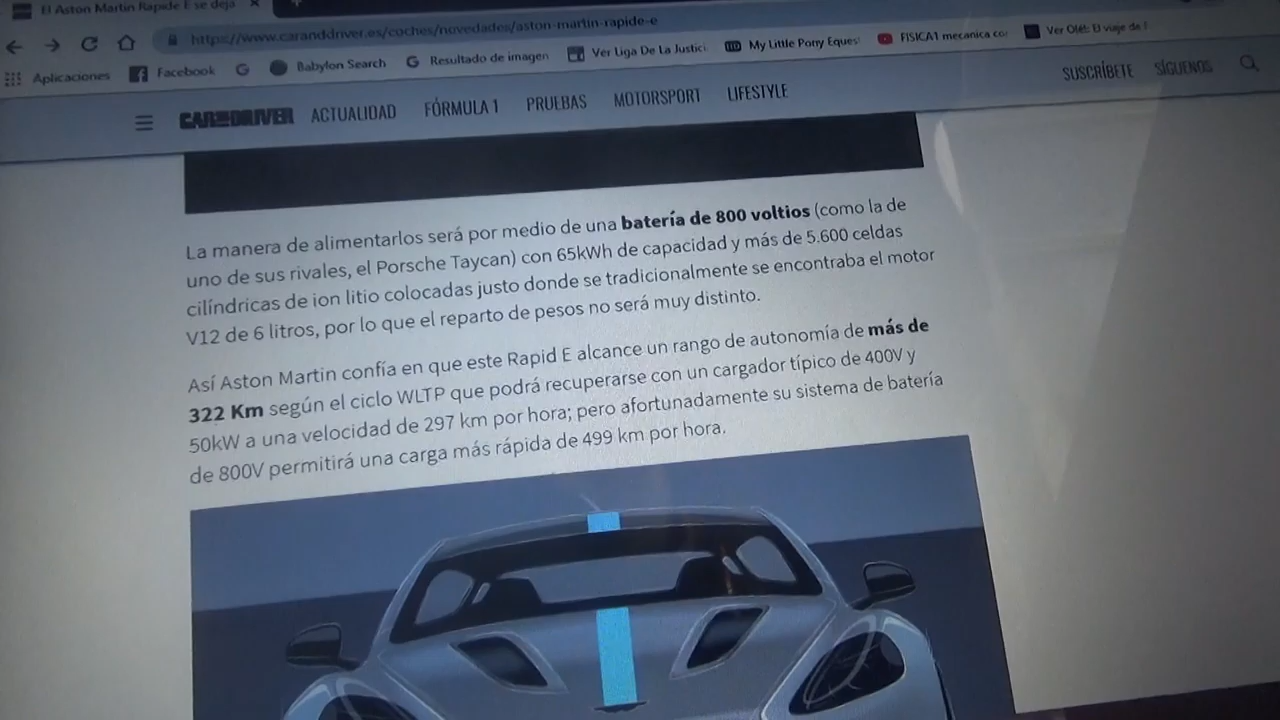 El Aston Martin Rapide E se deja
https://www.caranddriver.es/coches/novedades/aston-martin-rapide-e
Aplicaciones Facebook Babylon Search Resultado de imagen Ver Liga De La Justici My Little Pony Eques FISICA1 mecanica co Ver Olé: El viaje de
CAR AND DRIVER ACTUALIDAD FÓRMULA 1 PRUEBAS MOTORSPORT LIFESTYLE SUSCRÍBETE SÍGUENOS
La manera de alimentarlos será por medio de una batería de 800 voltios (como la de
uno de sus rivales, el Porsche Taycan) con 65kWh de capacidad y más de 5.600 celdas
cilíndricas de ion litio colocadas justo donde se tradicionalmente se encontraba el motor
V12 de 6 litros, por lo que el reparto de pesos no será muy distinto.
Así Aston Martin confía en que este Rapid E alcance un rango de autonomía de más de
322 Km según el ciclo WLTP que podrá recuperarse con un cargador típico de 400V y
50kW a una velocidad de 297 km por hora; pero afortunadamente su sistema de batería
de 800V permitirá una carga más rápida de 499 km por hora.